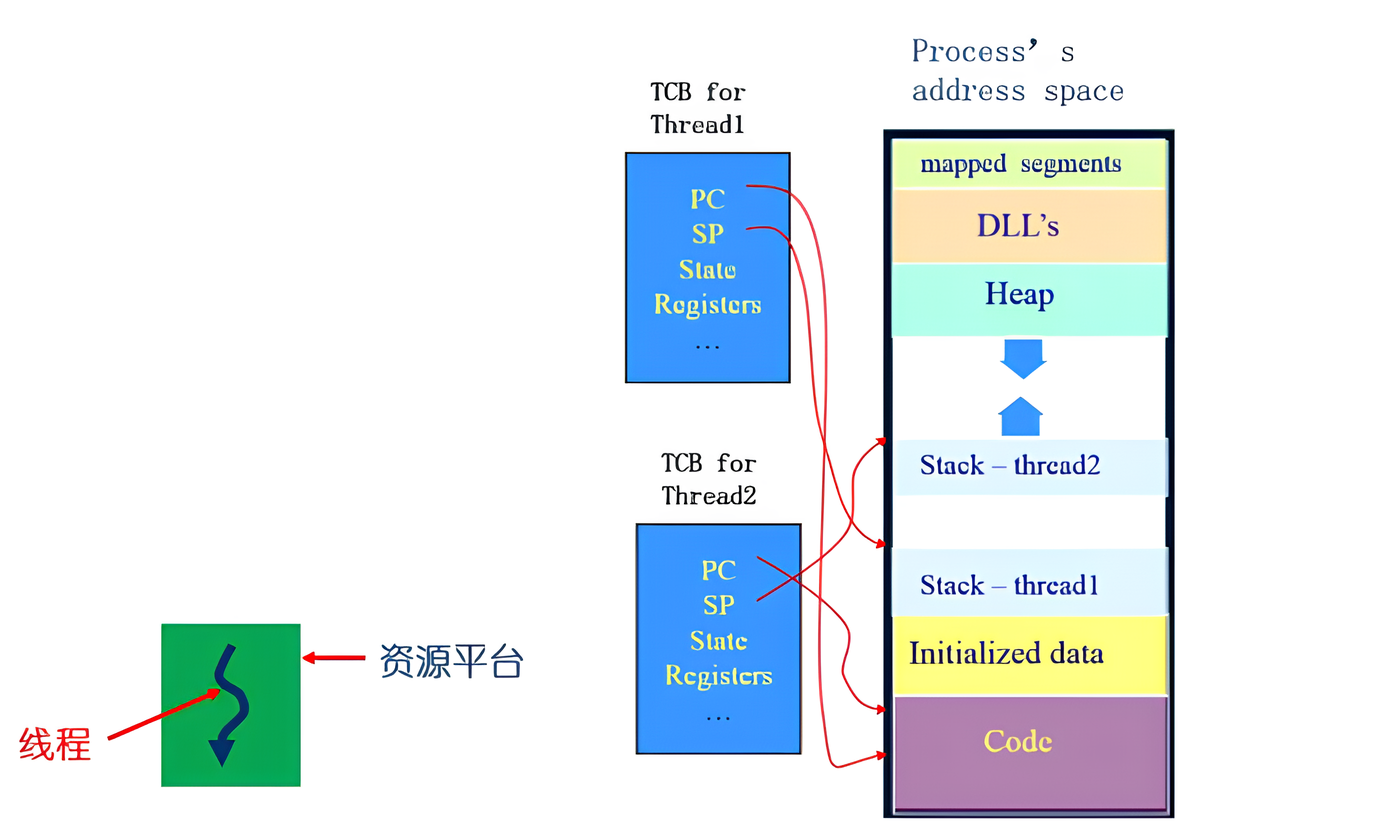 Process's
address space
TCB for
Thread1
PC
SP
State
Registers
...
TCB for
Thread2
PC
SP
State
Registers
...
mapped segments
DLL's
Heap
Stack – thread2
Stack – thread1
Initialized data
Code
资源平台
线程